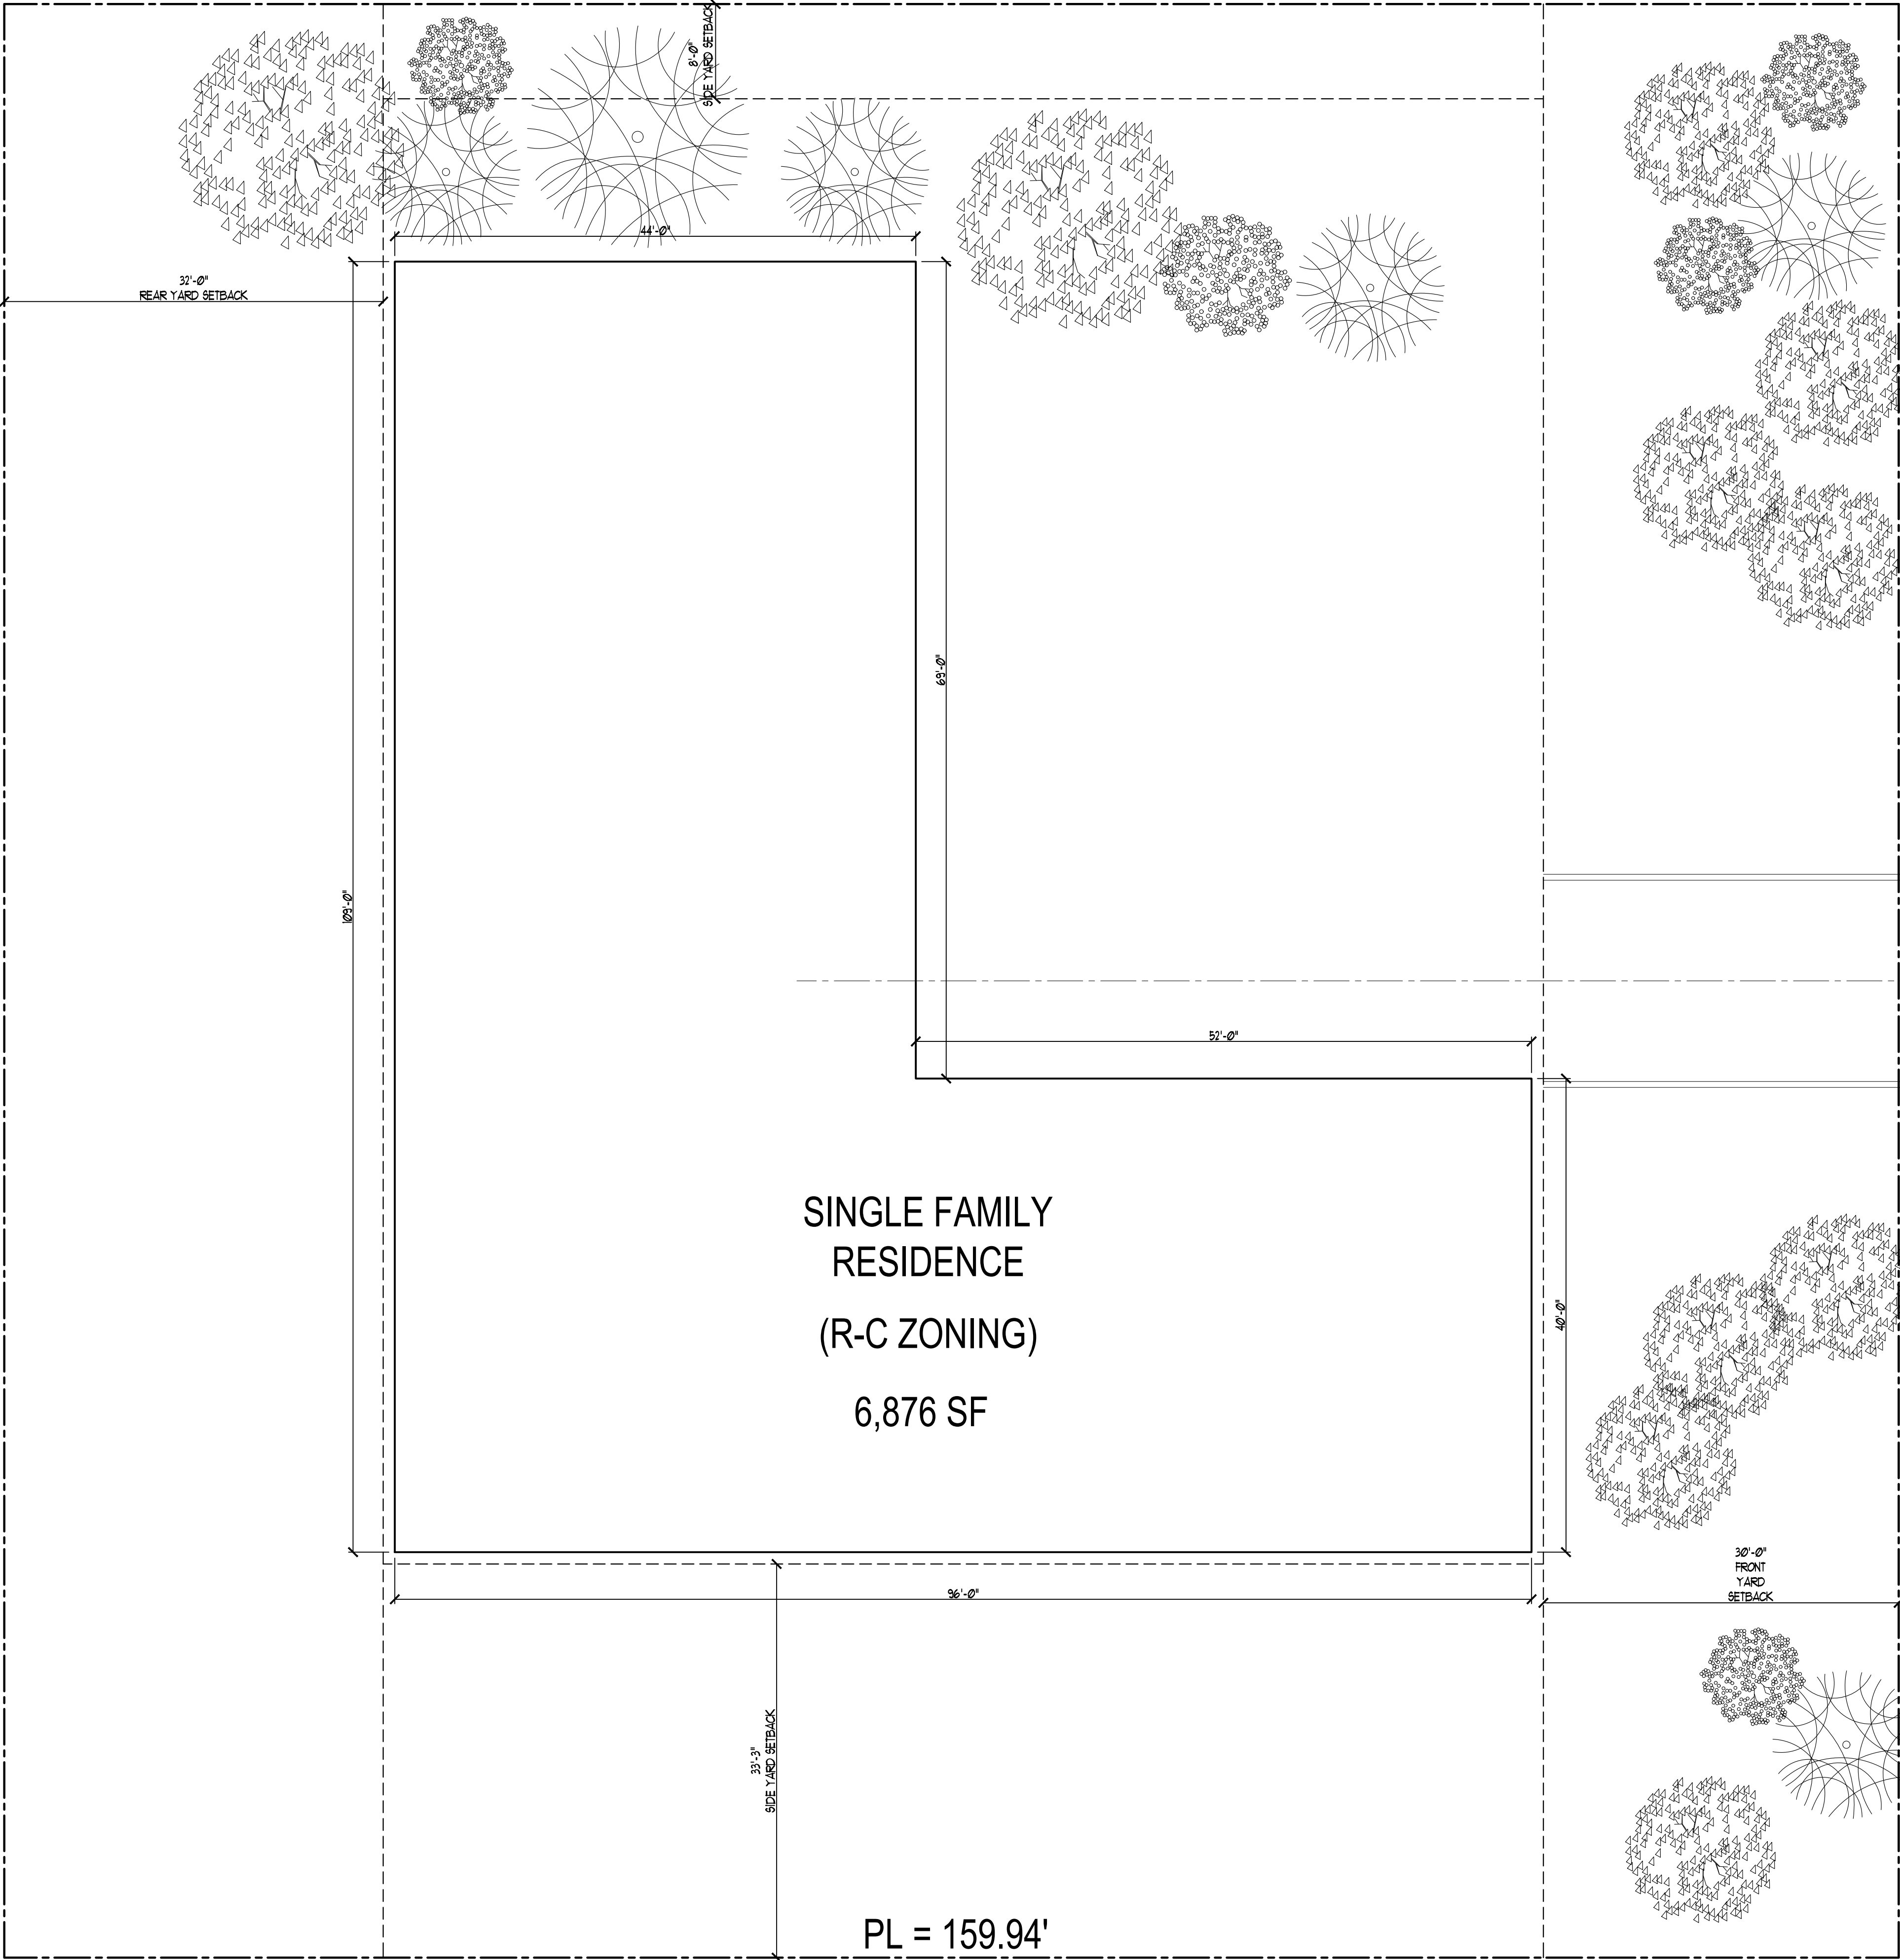 8'-0"
SIDE YARD SETBACK
44'-0"
32'-0"
REAR YARD SETBACK
69'-0"
109'-0"
52'-0"
SINGLE FAMILY
RESIDENCE
(R-C ZONING)
6,876 SF
40'-0"
30'-0"
FRONT
YARD
SETBACK
96'-0"
33'-3"
SIDE YARD SETBACK
PL = 159.94'